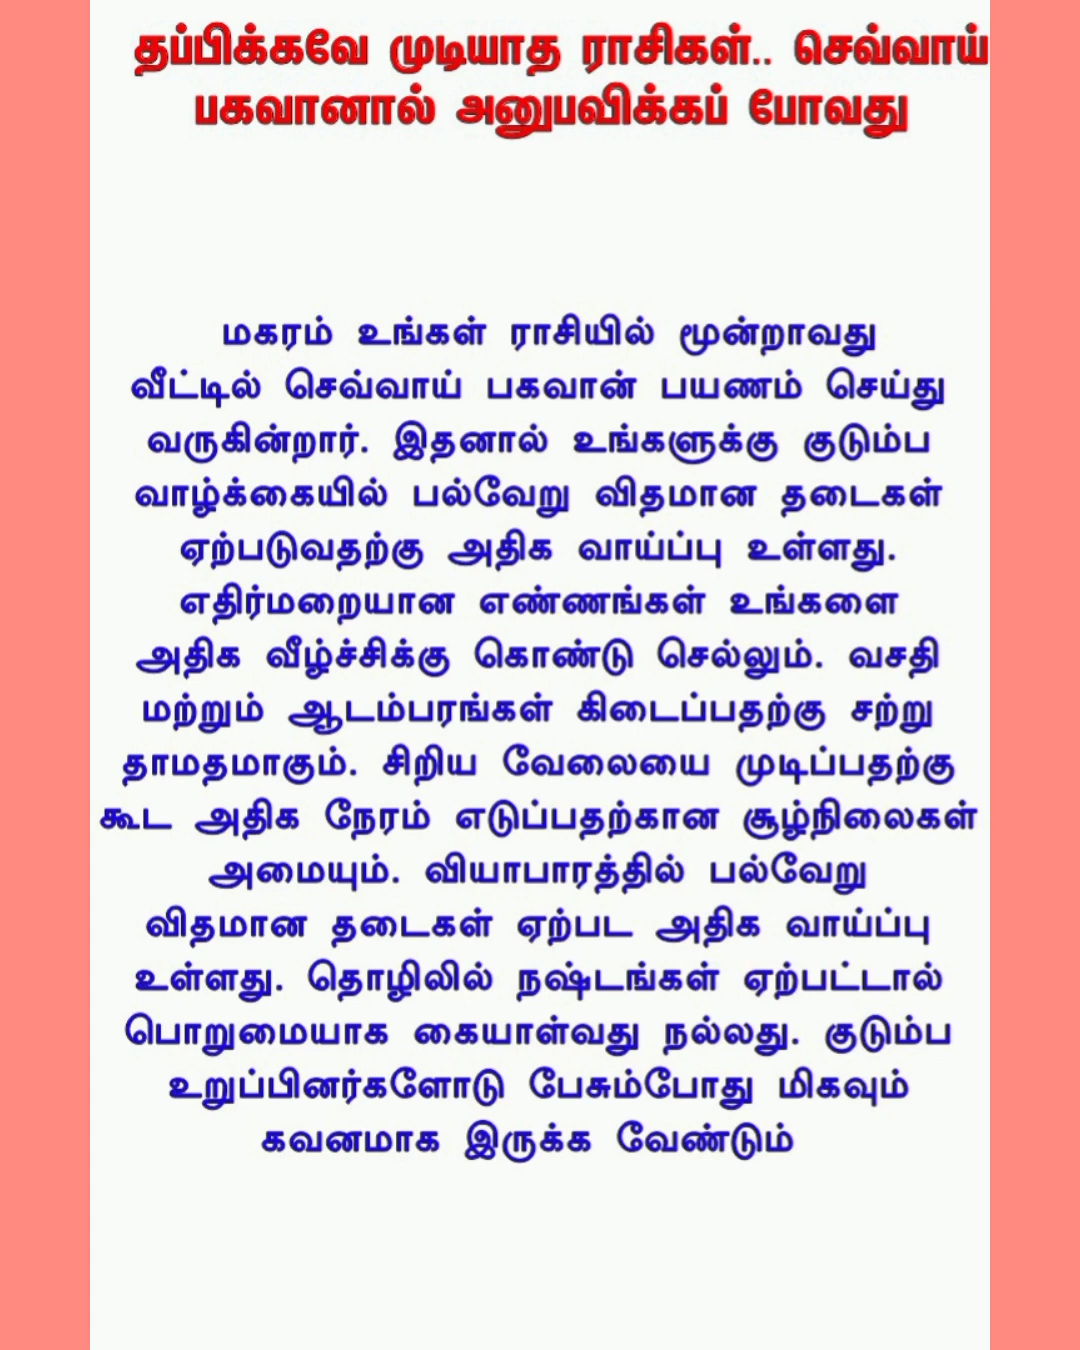 தப்பிக்கவே முடியாத ராசிகள்.. செவ்வாய்
பகவானால் அனுபவிக்கப் போவது
மகரம் உங்கள் ராசியில் மூன்றாவது
வீட்டில் செவ்வாய் பகவான் பயணம் செய்து
வருகின்றார். இதனால் உங்களுக்கு குடும்ப
வாழ்க்கையில் பல்வேறு விதமான தடைகள்
ஏற்படுவதற்கு அதிக வாய்ப்பு உள்ளது.
எதிர்மறையான எண்ணங்கள் உங்களை
அதிக வீழ்ச்சிக்கு கொண்டு செல்லும். வசதி
மற்றும் ஆடம்பரங்கள் கிடைப்பதற்கு சற்று
தாமதமாகும். சிறிய வேலையை முடிப்பதற்கு
கூட அதிக நேரம் எடுப்பதற்கான சூழ்நிலைகள்
அமையும். வியாபாரத்தில் பல்வேறு
விதமான தடைகள் ஏற்பட அதிக வாய்ப்பு
உள்ளது. தொழிலில் நஷ்டங்கள் ஏற்பட்டால்
பொறுமையாக கையாள்வது நல்லது. குடும்ப
உறுப்பினர்களோடு பேசும்போது மிகவும்
கவனமாக இருக்க வேண்டும்